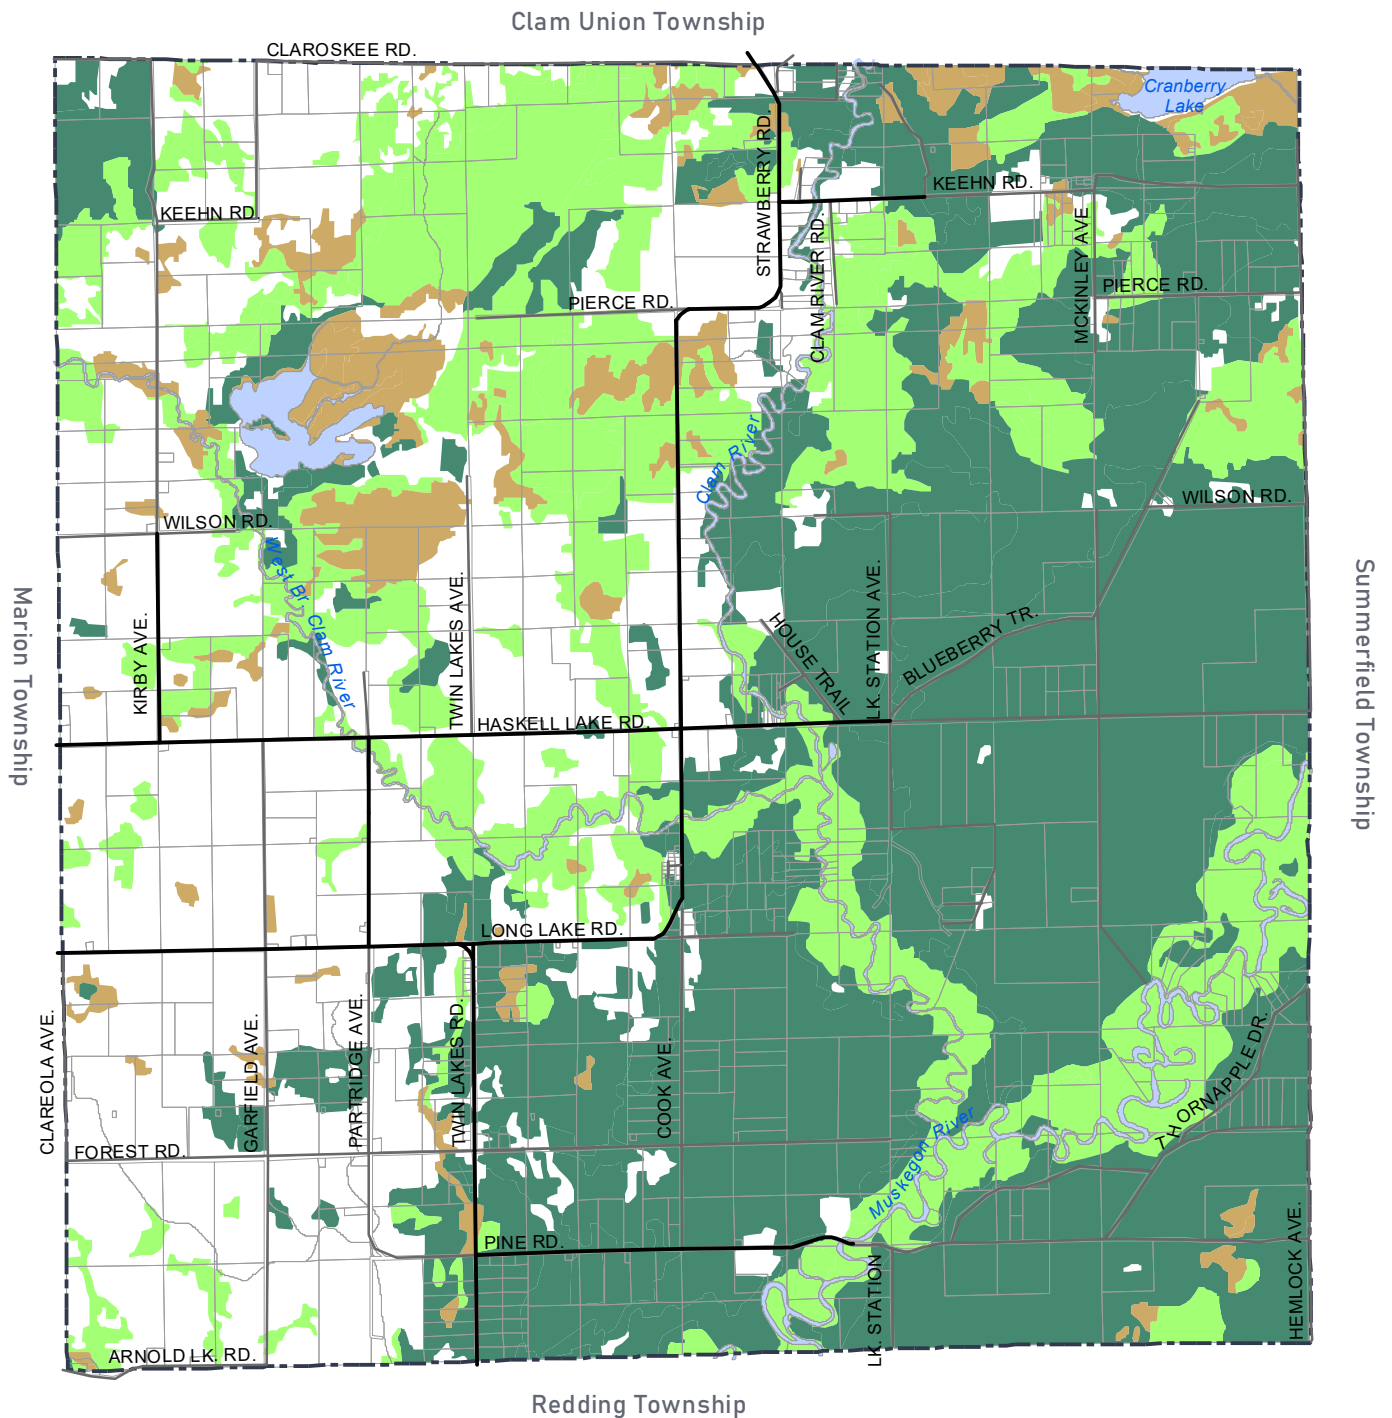 Clam Union Township
CLAROSKEE RD.
Cranberry
Lake
STRAWBERRY RD.
KEEHN RD.
KEEHN RD.
CLAM RIVER RD.
MCKINLEY AVE.
PIERCE RD.
PIERCE RD.
Clam River
WILSON RD.
WILSON RD.
West Br. Clam River
Marion Township
Summerfield Township
KIRBY AVE.
TWIN LAKES AVE.
HOUSE TRAIL
LK. STATION AVE.
BLUEBERRY TR.
HASKELL LAKE RD.
LONG LAKE RD.
CLAREOLA AVE.
GARFIELD AVE.
PARTRIDGE AVE.
TWIN LAKES RD.
COOK AVE.
THORNAPPLE DR.
Muskegon River
FOREST RD.
PINE RD.
LK. STATION
HEMLOCK AVE.
ARNOLD LK. RD.
Redding Township